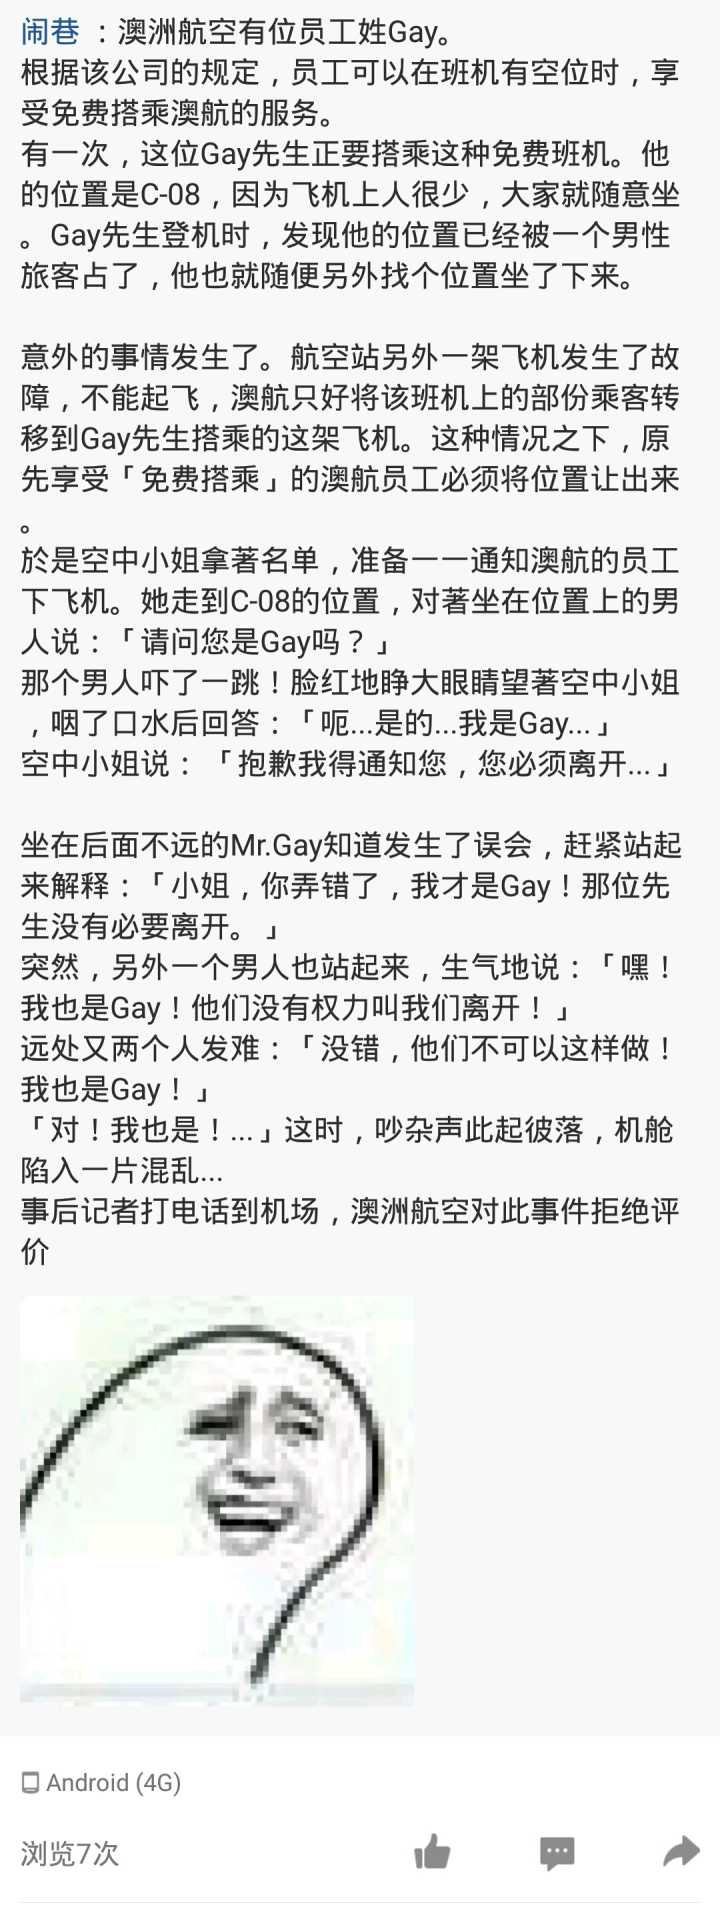 闹巷 ：澳洲航空有位员工姓Gay。
根据该公司的规定，员工可以在班机有空位时，享
受免费搭乘澳航的服务。
有一次，这位Gay先生正要搭乘这种免费班机。他
的位置是C-08，因为飞机上人很少，大家就随意坐
。Gay先生登机时，发现他的位置已经被一个男性
旅客占了，他也就随便另外找个位置坐了下来。
意外的事情发生了。航空站另外一架飞机发生了故
障，不能起飞，澳航只好将该班机上的部份乘客转
移到Gay先生搭乘的这架飞机。这种情况之下，原
先享受「免费搭乘」的澳航员工必须将位置让出来
。
於是空中小姐拿著名单，准备一一通知澳航的员工
下飞机。她走到C-08的位置，对著坐在位置上的男
人说：「请问您是Gay吗？」
那个男人吓了一跳！脸红地睁大眼睛望著空中小姐
，咽了口水后回答：「呃...是的...我是Gay...」
空中小姐说：「抱歉我得通知您，您必须离开...」
坐在后面不远的Mr.Gay知道发生了误会，赶紧站起
来解释：「小姐，你弄错了，我才是Gay！那位先
生没有必要离开。」
突然，另外一个男人也站起来，生气地说：「嘿！
我也是Gay！他们没有权力叫我们离开！」
远处又两个人发难：「没错，他们不可以这样做！
我也是Gay！」
「对！我也是！...」这时，吵杂声此起彼落，机舱
陷入一片混乱...
事后记者打电话到机场，澳洲航空对此事件拒绝评
价
Android (4G)
浏览7次